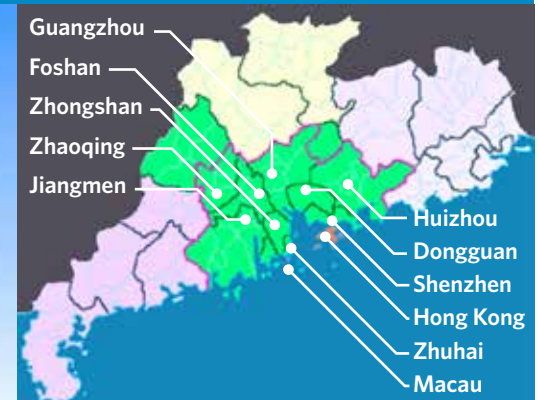 Guangzhou
Foshan
Zhongshan
Zhaoqing
Jiangmen
Huizhou
Dongguan
Shenzhen
Hong Kong
Zhuhai
Macau